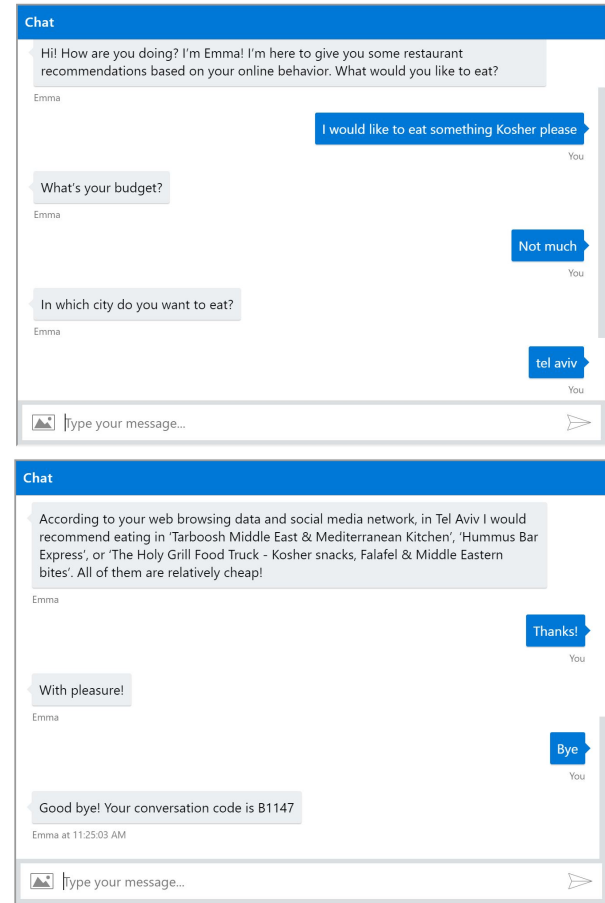 Chat
Hi! How are you doing? I'm Emma! I'm here to give you some restaurant
recommendations based on your online behavior. What would you like to eat?
Emma
I would like to eat something Kosher please
You
What's your budget?
Emma
Not much
You
In which city do you want to eat?
Emma
tel aviv
You
Type your message...
Chat
According to your web browsing data and social media network, in Tel Aviv I would
recommend eating in 'Tarboosh Middle East & Mediterranean Kitchen', 'Hummus Bar
Express', or 'The Holy Grill Food Truck - Kosher snacks, Falafel & Middle Eastern
bites'. All of them are relatively cheap!
Emma
Thanks!
You
With pleasure!
Emma
Bye
You
Good bye! Your conversation code is B1147
Emma at 11:25:03 AM
Type your message...